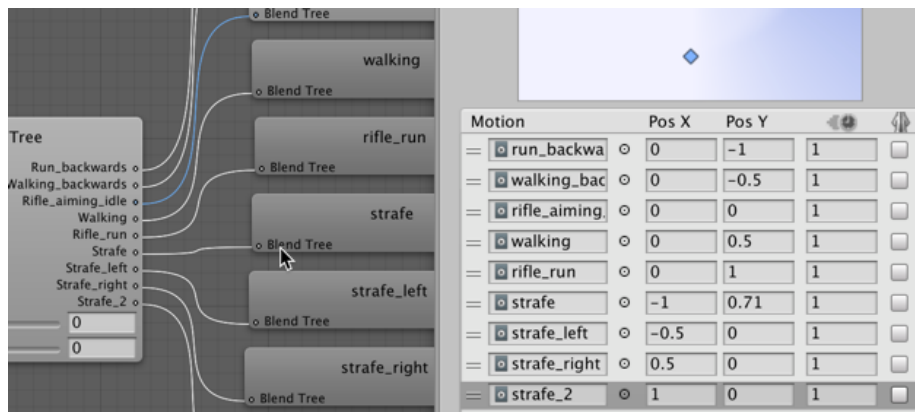 Blend Tree
walking
Blend Tree
rifle_run
Blend Tree
strafe
Blend Tree
strafe_left
Blend Tree
strafe_right
Blend Tree
Tree
Run_backwards
Walking_backwards
Rifle_aiming_idle
Walking
Rifle_run
Strafe
Strafe_left
Strafe_right
Strafe_2
0
0
Motion Pos X Pos Y
run_backwa 0 -1 1
walking_bac 0 -0.5 1
rifle_aiming. 0 0 1
walking 0 0.5 1
rifle_run 0 1 1
strafe -1 0.71 1
strafe_left -0.5 0 1
strafe_right 0.5 0 1
strafe_2 1 0 1